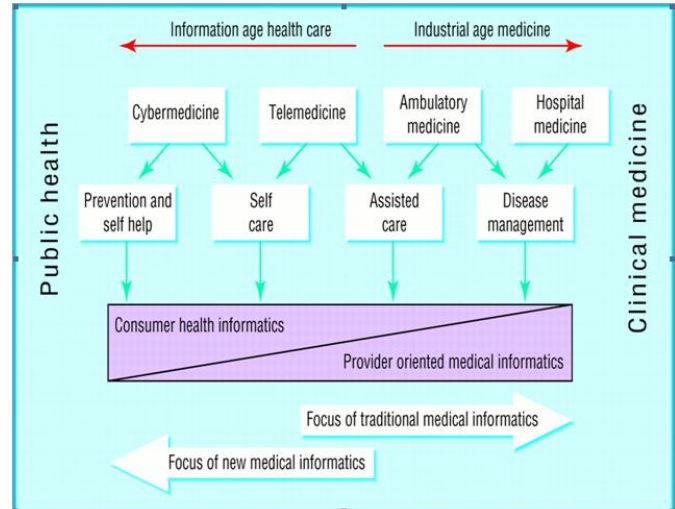 Information age health care
Industrial age medicine
Public health
Clinical medicine
Cybermedicine
Telemedicine
Ambulatory
medicine
Hospital
medicine
Prevention and
self help
Self
care
Assisted
care
Disease
management
Consumer health informatics
Provider oriented medical informatics
Focus of traditional medical informatics
Focus of new medical informatics